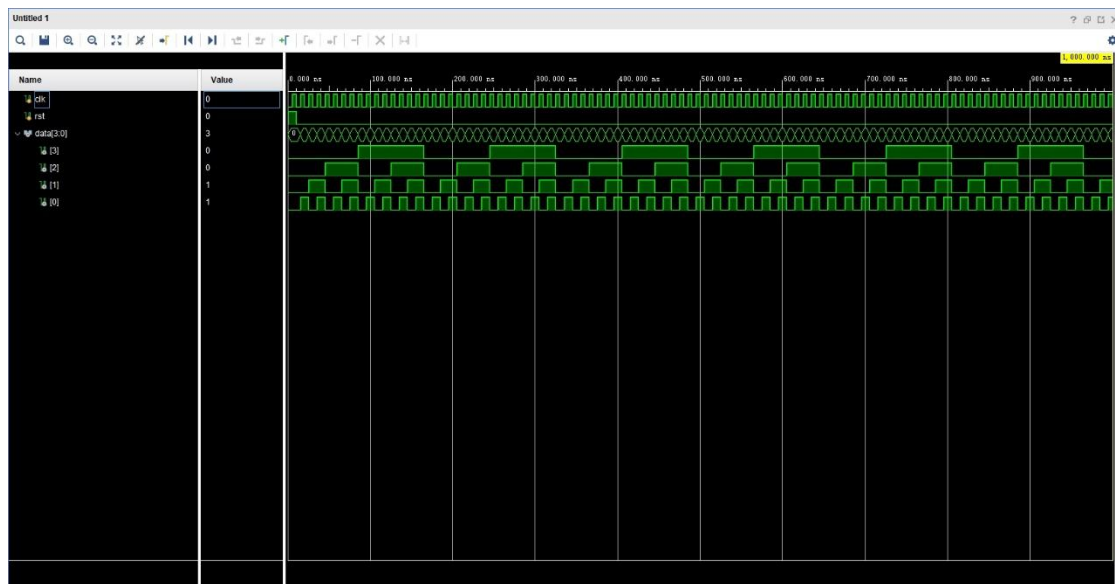 Untitled 1
?
1,000.000 ns
Name Value
0.000 ns 100.000 ns 200.000 ns 300.000 ns 400.000 ns 500.000 ns 600.000 ns 700.000 ns 800.000 ns 900.000 ns
clk 0
rst 0
data[3:0] 3 0
[3] 0
[2] 0
[1] 1
[0] 1